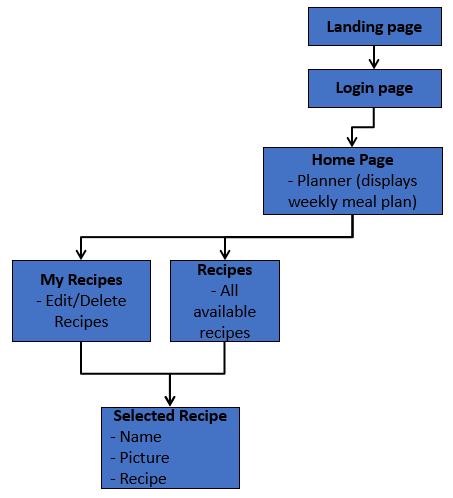 Landing page
Login page
Home Page
- Planner (displays
weekly meal plan)
My Recipes
- Edit/Delete
Recipes
Recipes
- All
available
recipes
Selected Recipe
- Name
- Picture
- Recipe